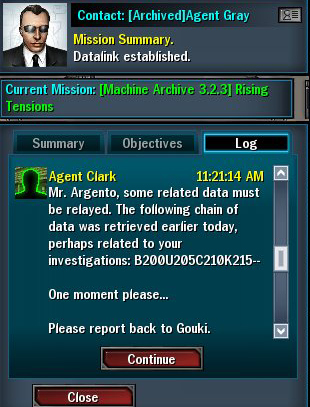 Contact: [Archived]Agent Gray
Mission Summary.
Datalink established.
Current Mission: [Machine Archive 3.2.3] Rising
Tensions
Summary Objectives Log
Agent Clark 11:21:14 AM
Mr. Argento, some related data must
be relayed. The following chain of
data was retrieved earlier today,
perhaps related to your
investigations: B200U205C210K215--
One moment please...
Please report back to Gouki.
Continue
Close